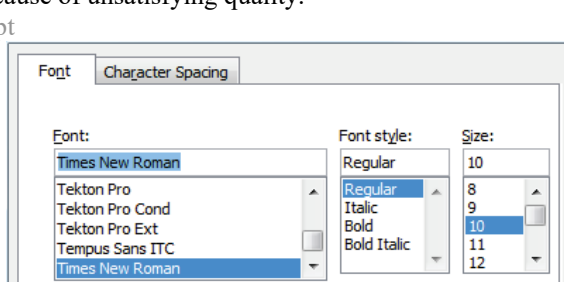 cause of unsatisfying quality.
pt
Font Character Spacing
Font: Font style: Size:
Times New Roman Regular 10
Tekton Pro Regular 8
Tekton Pro Cond Italic 9
Tekton Pro Ext Bold 10
Tempus Sans ITC Bold Italic 11
Times New Roman 12